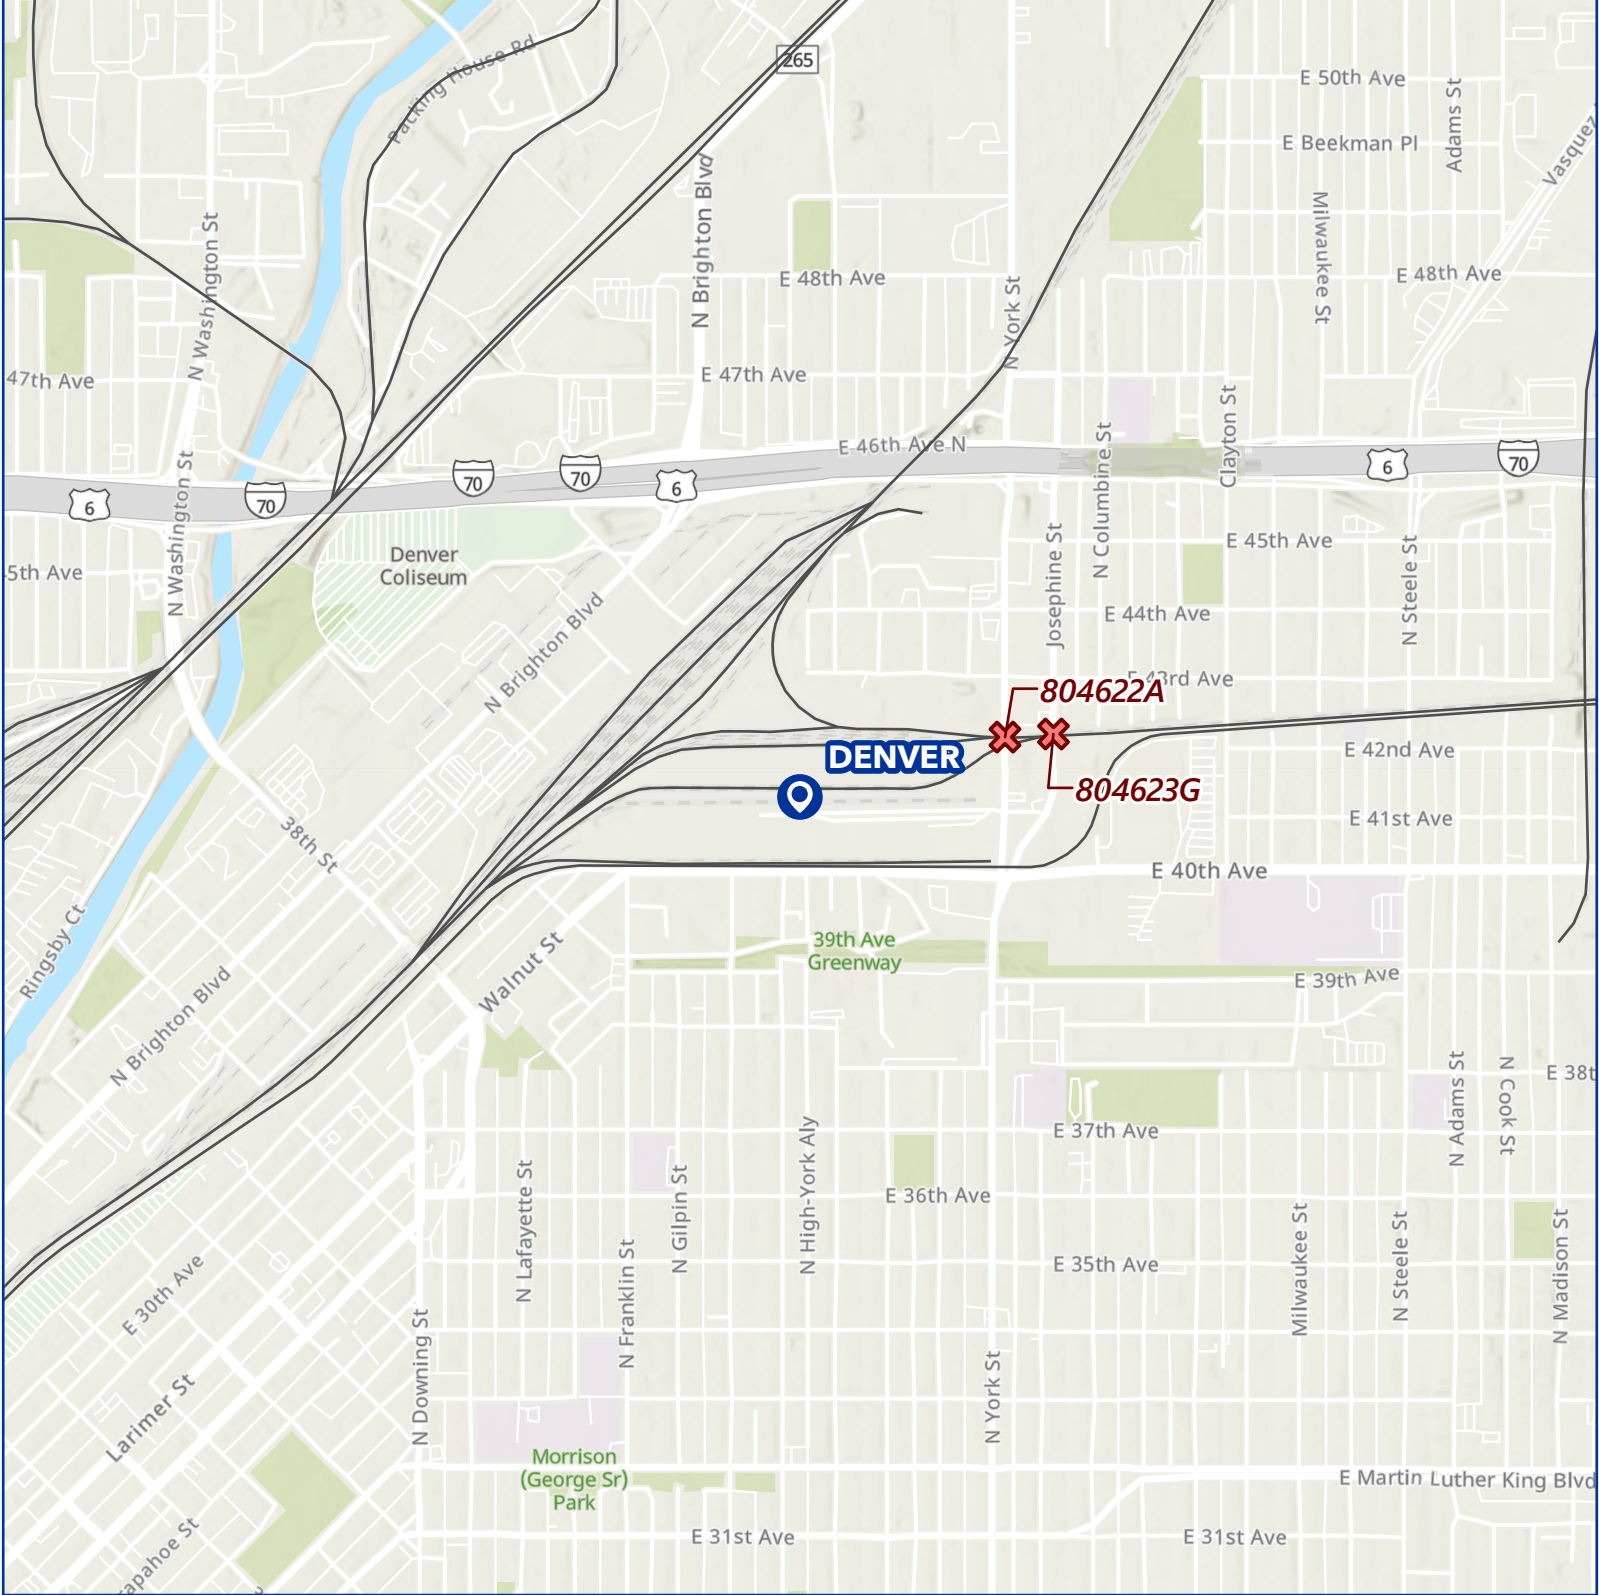 Packing House Rd
265
E 50th Ave
Adams St
E Beekman Pl
Vasquez
N Brighton Blvd
N Washington St
Milwaukee St
E 48th Ave
E 48th Ave
N York St
47th Ave
E 47th Ave
Clayton St
E 46th Ave N
N Columbine St
6
70
70
70
6
6
70
N Washington St
Josephine St
E 45th Ave
N Steele St
Denver
Coliseum
5th Ave
N Brighton Blvd
E 44th Ave
E 43rd Ave
804622A
DENVER
E 42nd Ave
804623G
E 41st Ave
38th St
E 40th Ave
Ringsby Ct
Walnut St
39th Ave
Greenway
E 39th Ave
N Brighton Blvd
N Adams St
N Cook St
E 38t
E 37th Ave
N High-York Aly
N Lafayette St
N Gilpin St
E 36th Ave
Milwaukee St
N Steele St
N Madison St
E 30th Ave
N Franklin St
E 35th Ave
N Downing St
N York St
Larimer St
Morrison
(George Sr)
Park
E Martin Luther King Blvd
apahoe St
E 31st Ave
E 31st Ave